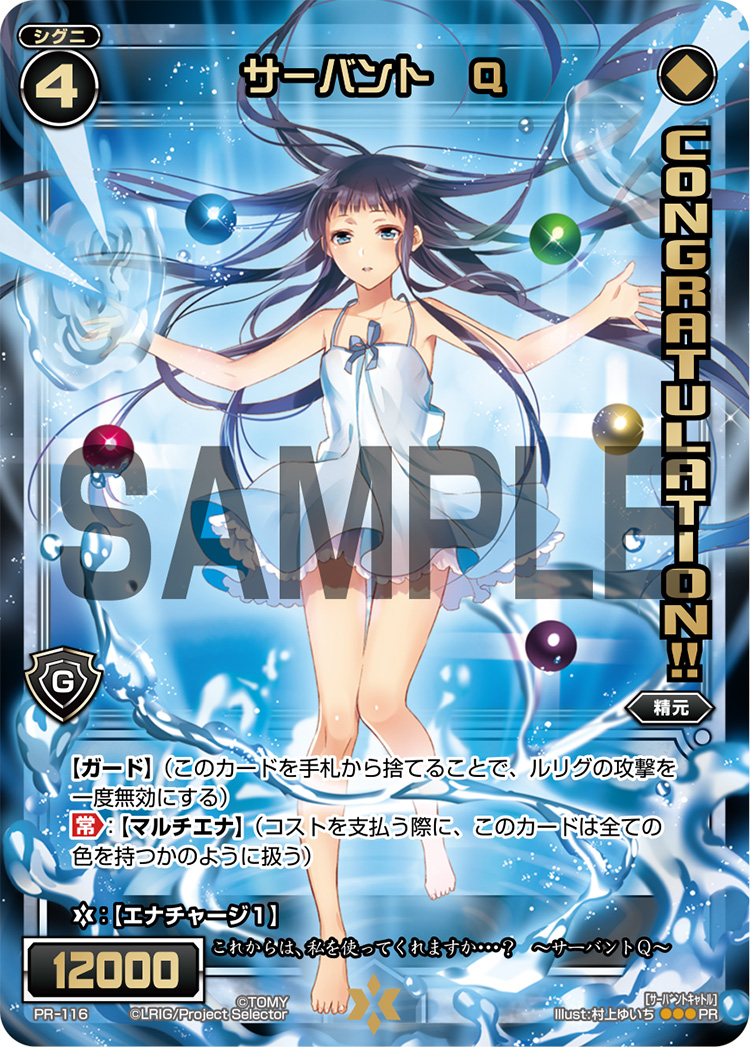 シグニ
4
サーバント Q
CONGRATULATION!!
SAMPLE
G
精元
【ガード】（このカードを手札から捨てることで、ルリグの攻撃を
一度無効にする）
常：【マルチエナ】（コストを支払う際に、このカードは全ての
色を持つかのように扱う）
：【エナチャージ１】
これからは、私を使ってくれますか…？ ～サーバントQ～
12000
[サーバントキャトル]
©TOMY
PR-116 ©LRIG/Project Selector Illust:村上ゆいち PR